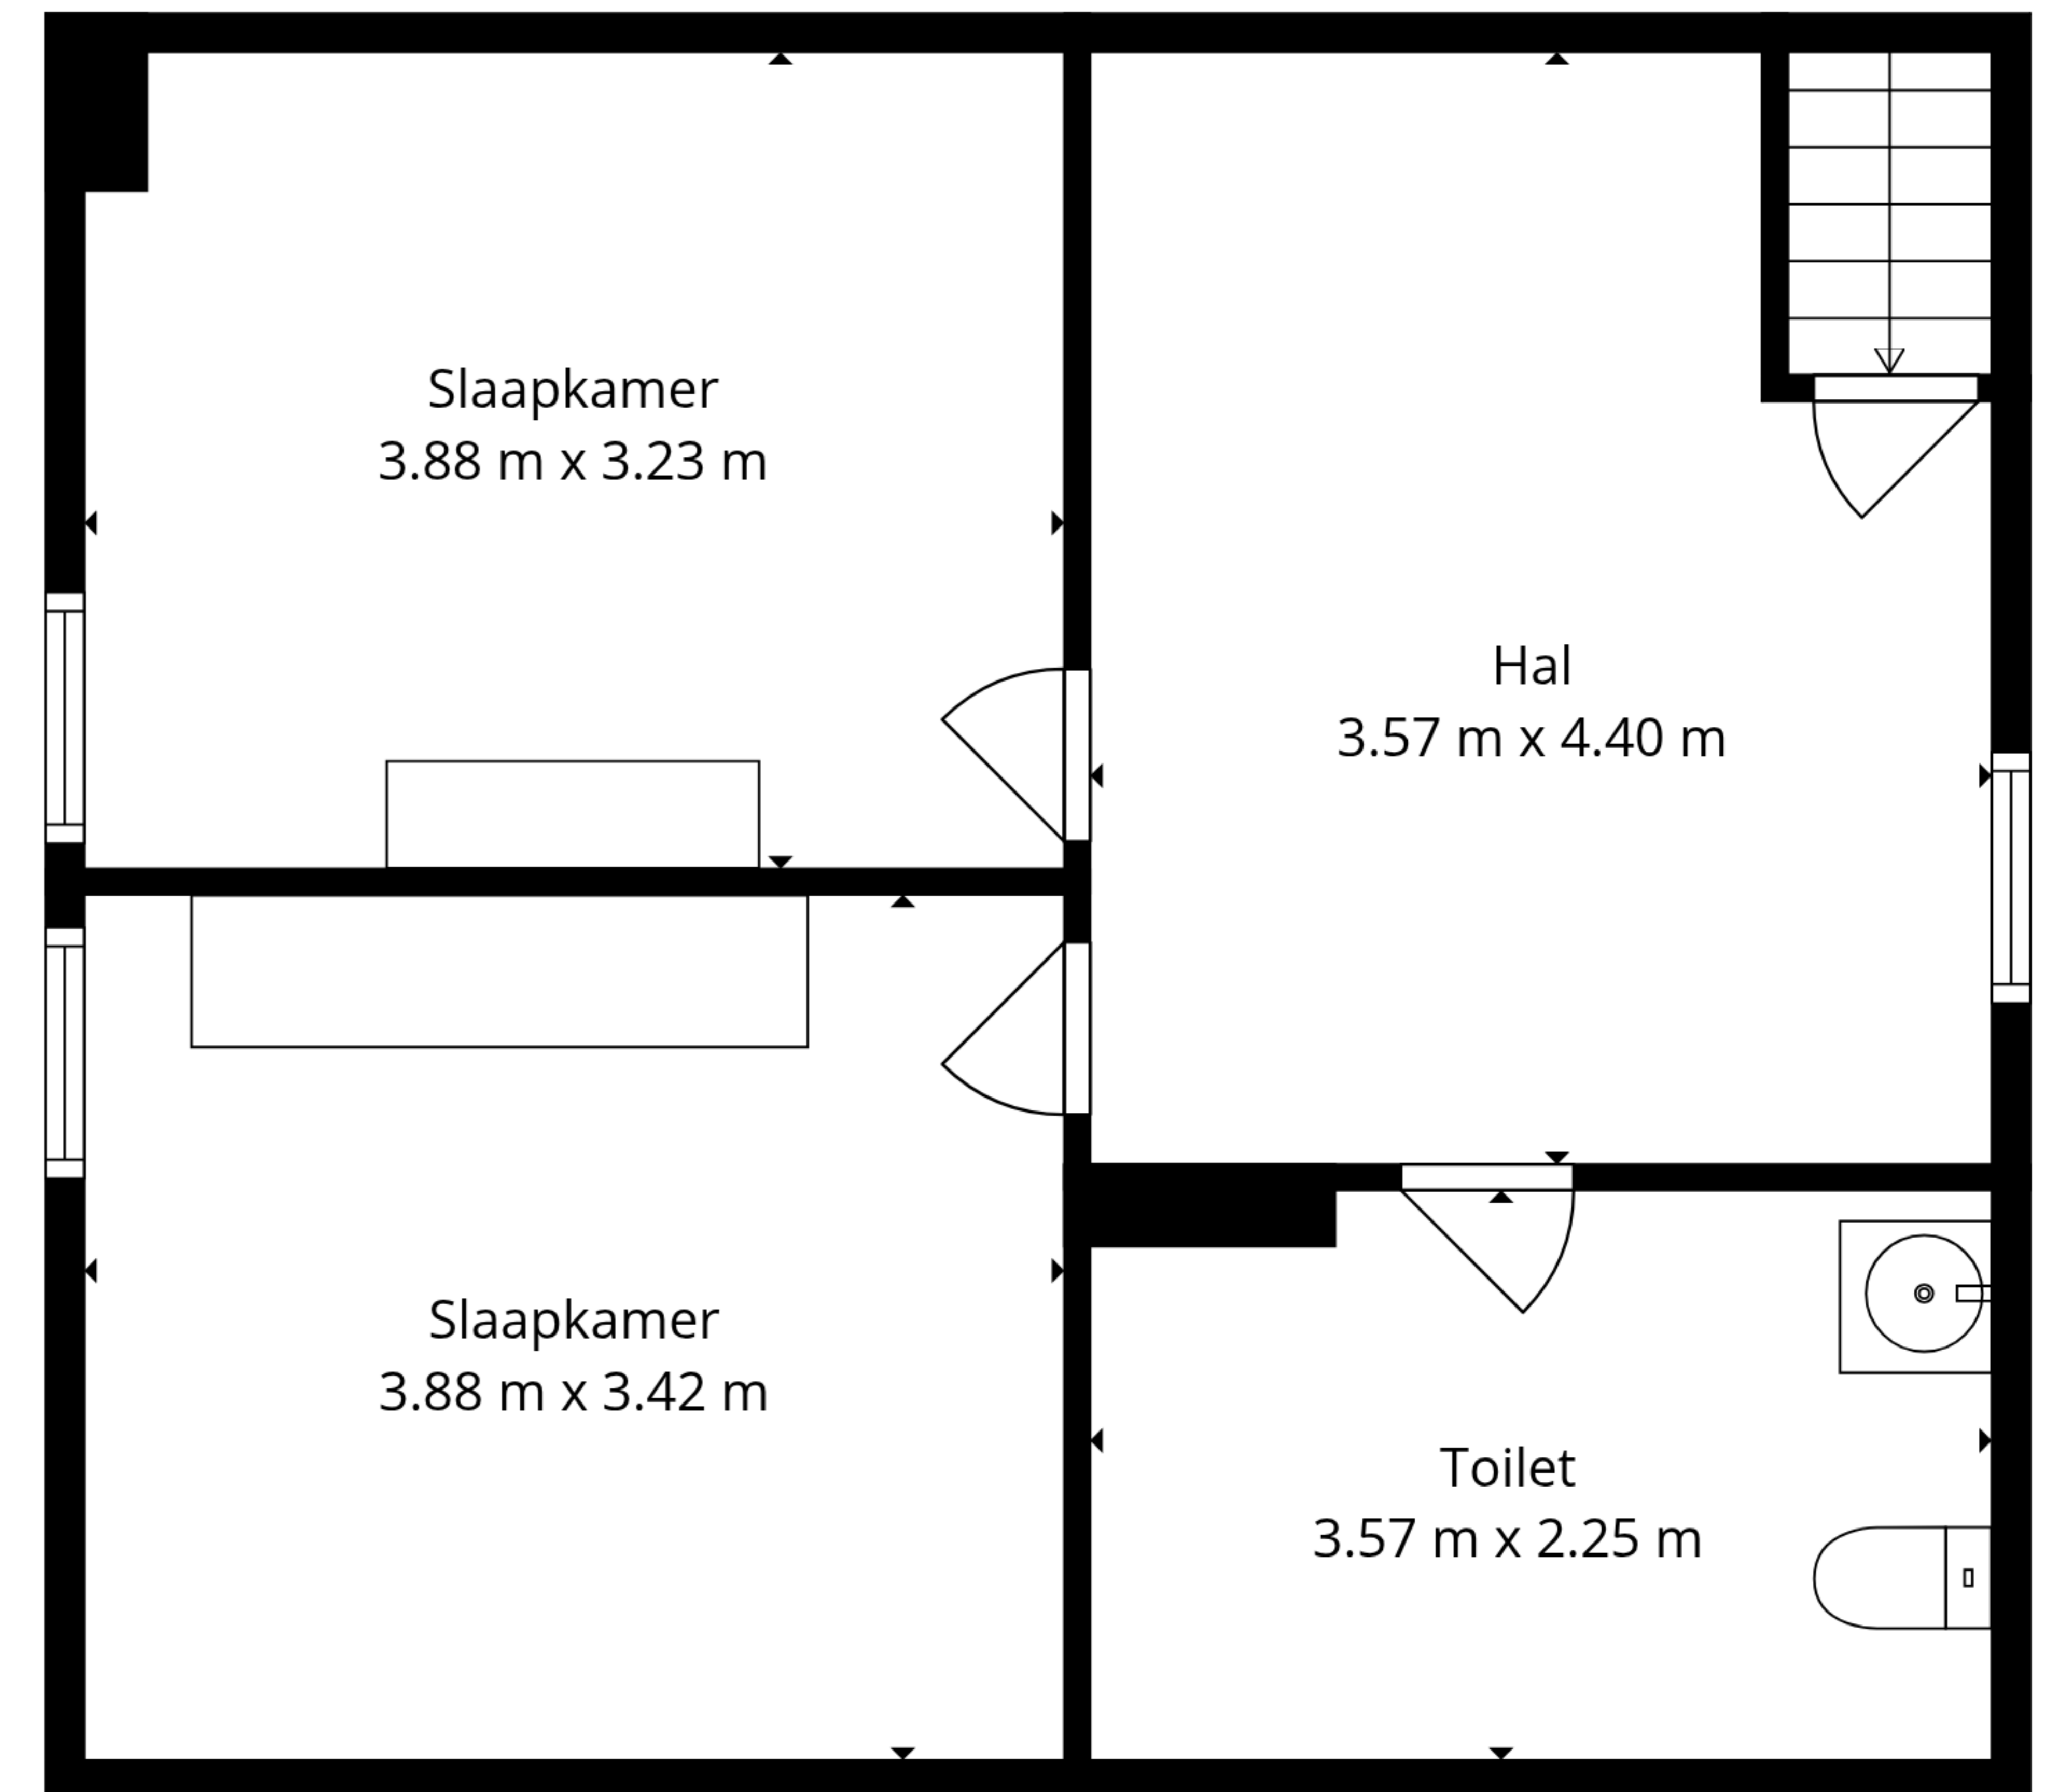 Slaapkamer
3.88 m x 3.23 m
Hal
3.57 m x 4.40 m
Slaapkamer
3.88 m x 3.42 m
Toilet
3.57 m x 2.25 m